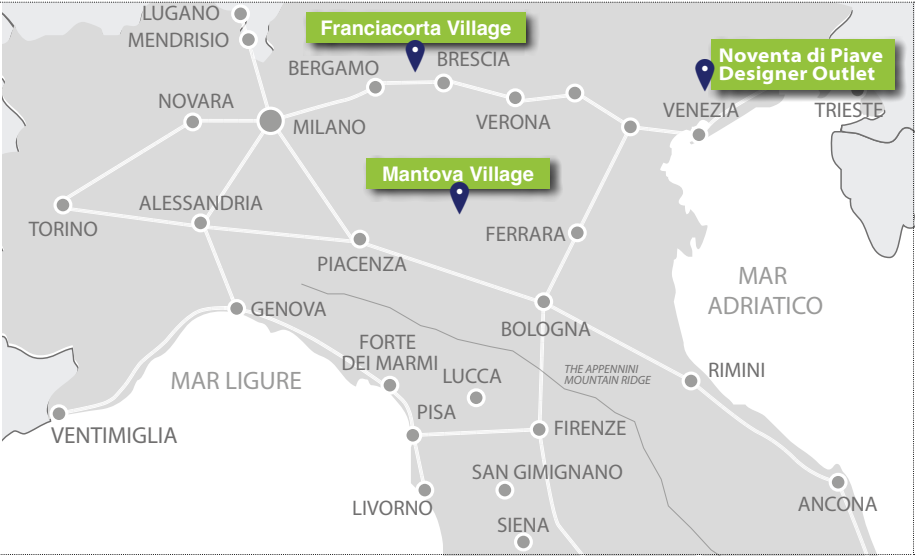 LUGANO
MENDRISIO
Franciacorta Village
BERGAMO
BRESCIA
Noventa di Piave
Designer Outlet
NOVARA
MILANO
VERONA
VENEZIA
TRIESTE
Mantova Village
TORINO
ALESSANDRIA
PIACENZA
FERRARA
MAR
ADRIATICO
GENOVA
BOLOGNA
FORTE
DEI MARMI
THE APPENNINI
MOUNTAIN RIDGE
RIMINI
MAR LIGURE
LUCCA
PISA
VENTIMIGLIA
FIRENZE
SAN GIMIGNANO
LIVORNO
ANCONA
SIENA